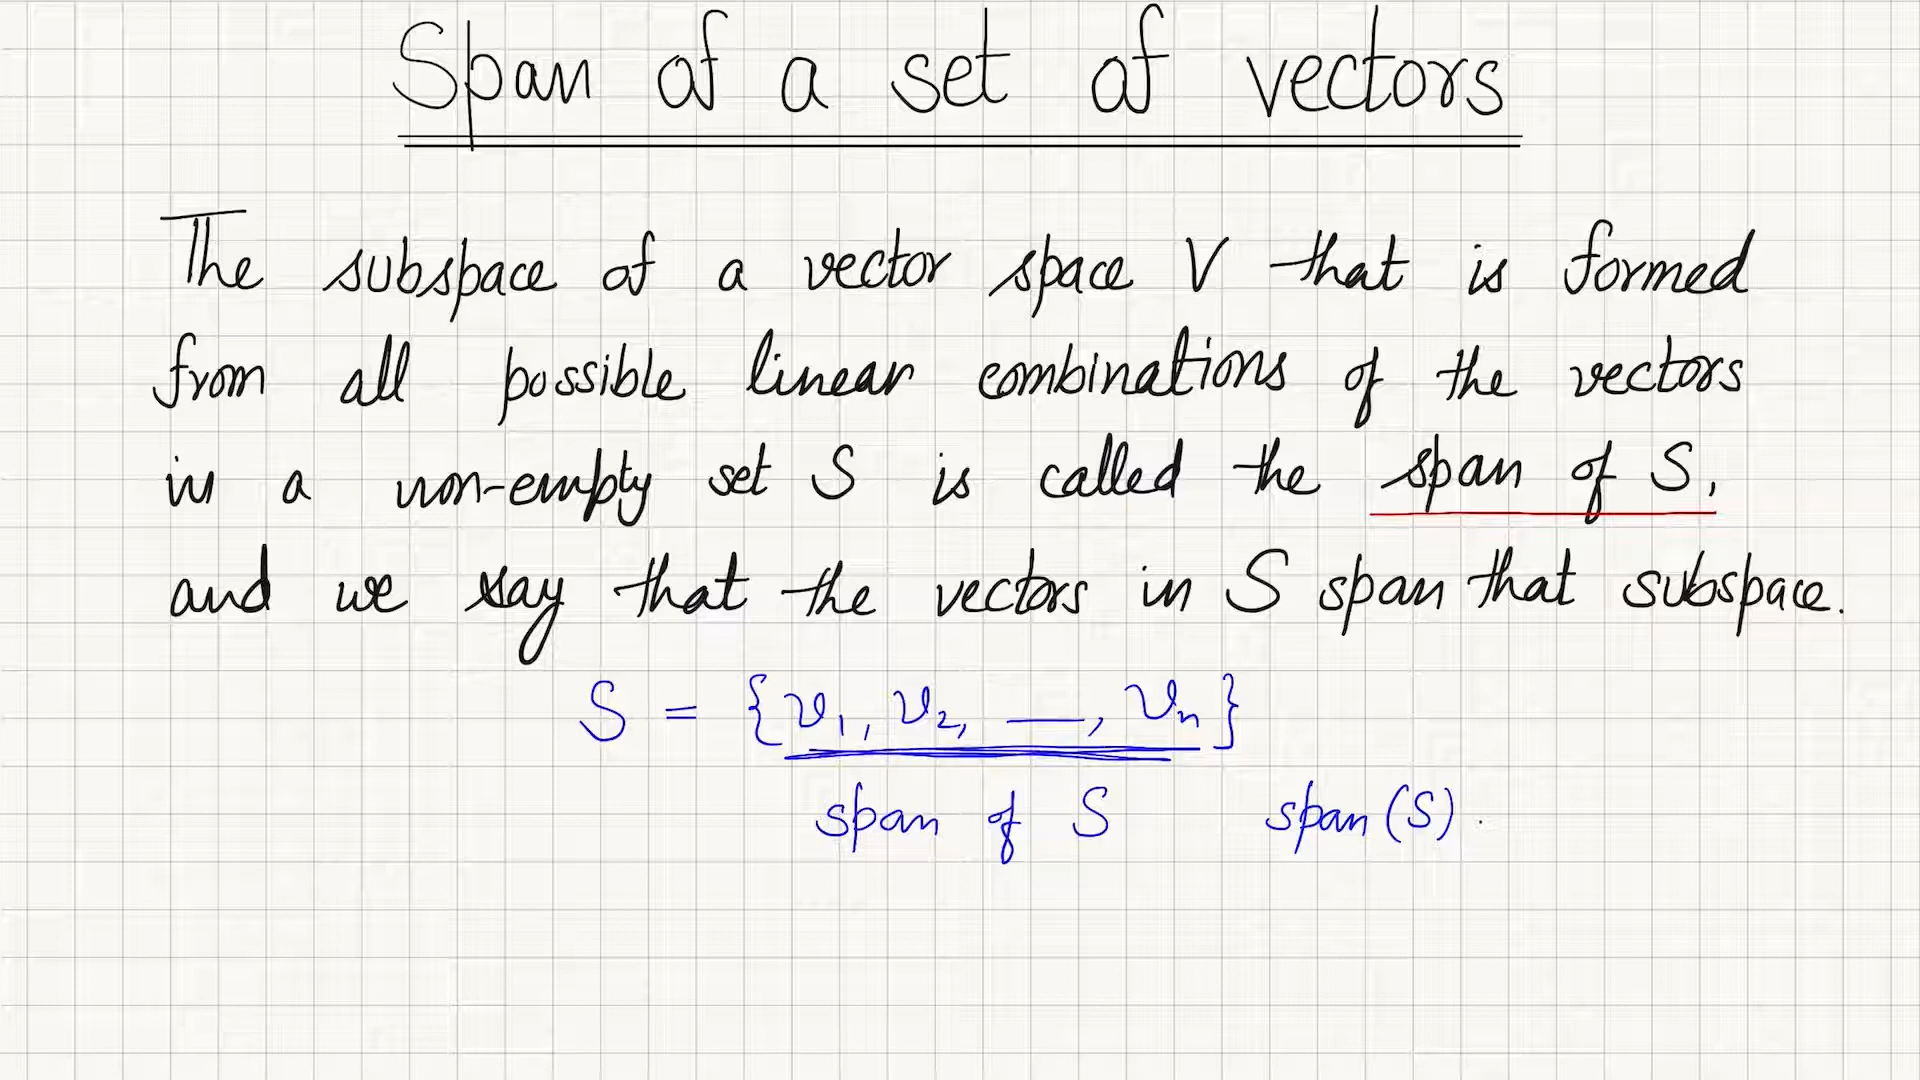 Span of a set of vectors
The subspace of a vector space V that is formed
from all possible linear combinations of the vectors
in a non-empty set S is called the span of S,
and we say that the vectors in S span that subspace.
S = {v₁, v₂, —, vₙ}
span of S span (S).